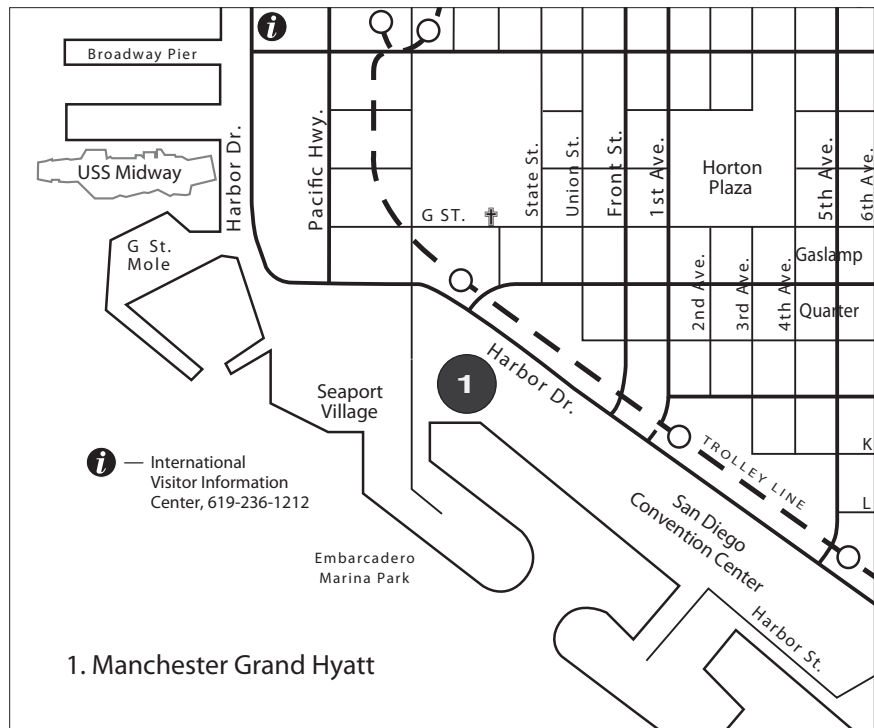 i
Broadway Pier
USS Midway
Harbor Dr.
Pacific Hwy.
G ST.
State St.
Union St.
Front St.
1st Ave.
Horton
Plaza
5th Ave.
6th Ave.
G St.
Mole
2nd Ave.
3rd Ave.
4th Ave.
Gaslamp
Quarter
1
Harbor Dr.
Seaport
Village
K
TROLLEY LINE
i — International
Visitor Information
Center, 619-236-1212
San Diego
Convention Center
L
Embarcadero
Marina Park
Harbor St.
1. Manchester Grand Hyatt